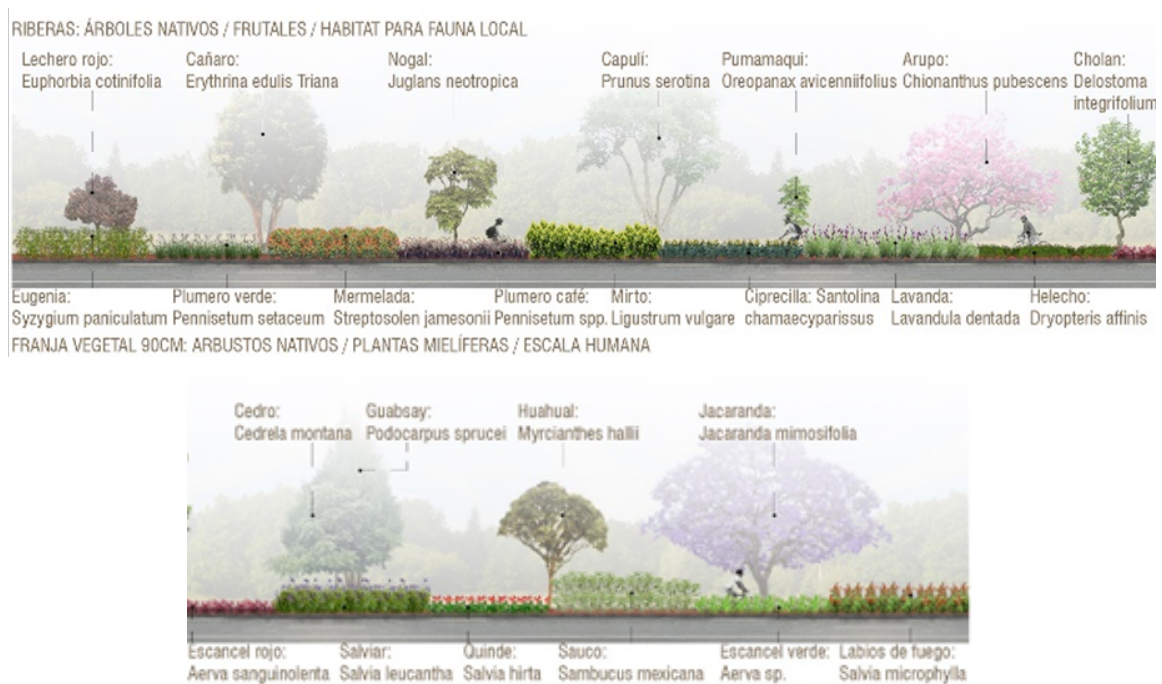 RIBERAS: ÁRBOLES NATIVOS / FRUTALES / HABITAT PARA FAUNA LOCAL
Lechero rojo:
Euphorbia cotinifolia
Cañaro:
Erythrina edulis Triana
Nogal:
Juglans neotropica
Capulí:
Prunus serotina
Pumamaqui:
Oreopanax avicenniifolius
Arupo:
Chionanthus pubescens
Cholan:
Delostoma
integrifolium
Eugenia:
Syzygium paniculatum
Plumero verde:
Pennisetum setaceum
Mermelada:
Streptosolen jamesonii
Plumero café:
Pennisetum spp.
Mirto:
Ligustrum vulgare
Ciprecilla: Santolina
chamaecyparissus
Lavanda:
Lavandula dentada
Helecho:
Dryopteris affinis
FRANJA VEGETAL 90CM: ARBUSTOS NATIVOS / PLANTAS MIELÍFERAS / ESCALA HUMANA
Cedro:
Cedrela montana
Guabsay:
Podocarpus sprucei
Huahual:
Myrcianthes hallii
Jacaranda:
Jacaranda mimosifolia
Escancel rojo:
Aerva sanguinolenta
Salviar:
Salvia leucantha
Quinde:
Salvia hirta
Sauco:
Sambucus mexicana
Escancel verde:
Aerva sp.
Labios de fuego:
Salvia microphylla